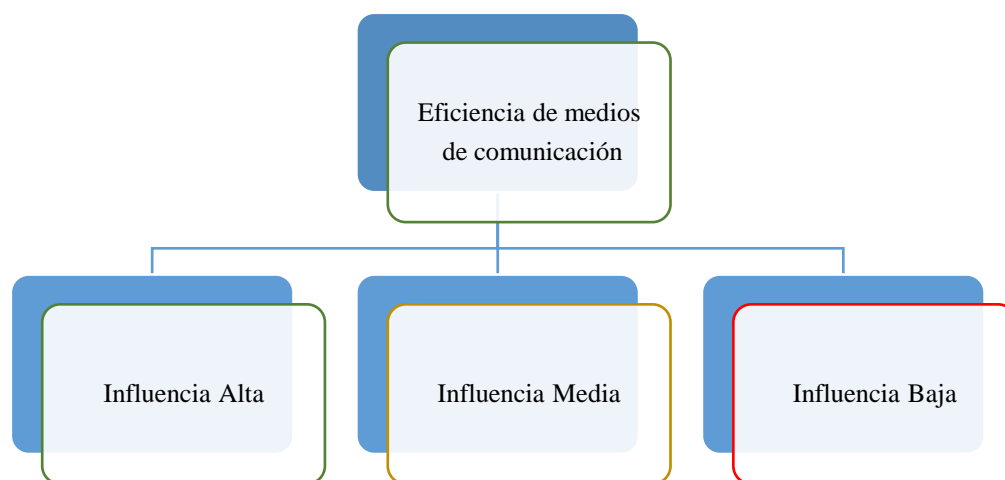 Eficiencia de medios
de comunicación
Influencia Alta
Influencia Media
Influencia Baja